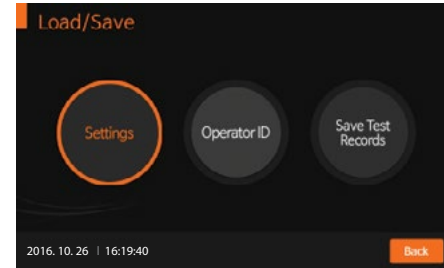 Load/Save
Settings
Operator ID
Save Test
Records
2016. 10. 26 | 16:19:40
Back